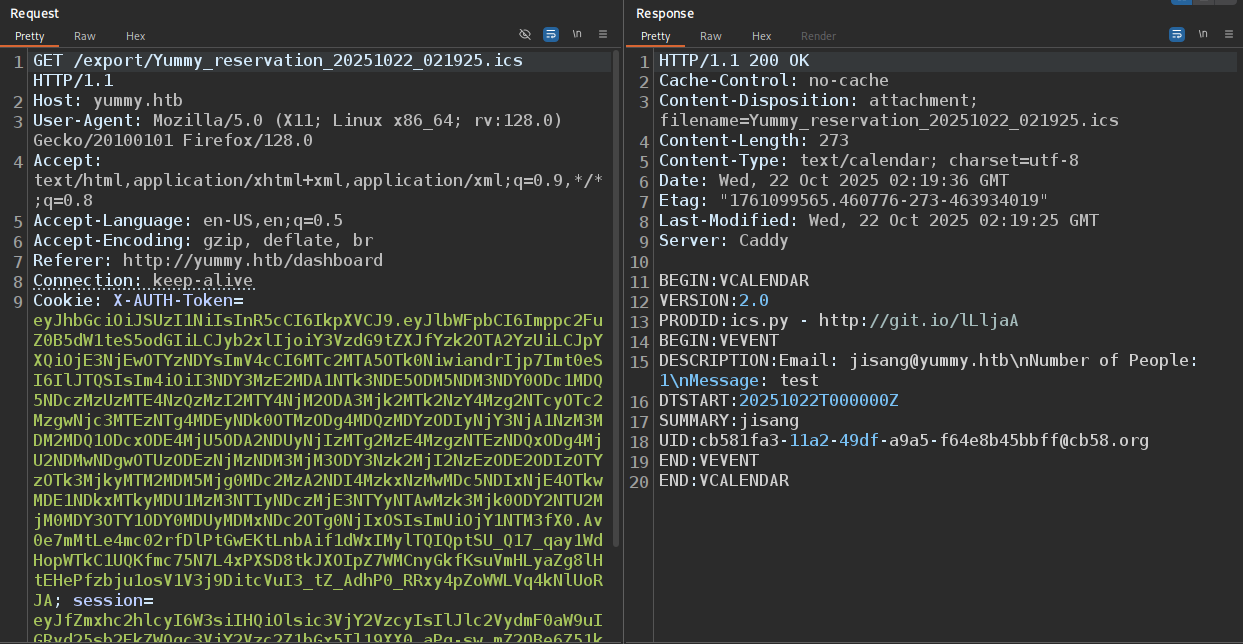 Request
Pretty Raw Hex
\n
1 GET /export/Yummy_reservation_20251022_021925.ics
HTTP/1.1
2 Host: yummy.htb
3 User-Agent: Mozilla/5.0 (X11; Linux x86_64; rv:128.0)
Gecko/20100101 Firefox/128.0
4 Accept:
text/html,application/xhtml+xml,application/xml;q=0.9,*/*
;q=0.8
5 Accept-Language: en-US,en;q=0.5
6 Accept-Encoding: gzip, deflate, br
7 Referer: http://yummy.htb/dashboard
8 Connection: keep-alive
9 Cookie: X-AUTH-Token=
eyJhbGciOiJSUzI1NiIsInR5cCI6IkpXVCJ9.eyJlbWFpbCI6Imppc2Fu
Z0B5dW1teS5odGIiLCJyb2xlIjoiY3VzdG9tZXJfYzk2OTA2YzUiLCJpY
XQiOjE3NjEwOTYzNDYsImV4cCI6MTc2MTA5OTk0NiwiandrIjp7Imt0eS
I6IlJTQSIsIm4iOiI3NDY3MzE2MDA1NTk3NDE5ODM5NDM3NDY0ODc1MDQ
5NDczMzUzMTE4NzQzMzI2MTY4NjM2ODA3Mjk2MTk2NzY4Mzg2NTcyOTc2
MzgwNjc3MTEzNTg4MDEyNDk0OTMzODg4MDQzMDYzODIyNjY3NjA1NzM3M
DM2MDQ1ODcxODE4MjU5ODA2NDUyNjIzMTg2MzE4MzgzNTEzNDQxODg4Mj
U2NDMwNDgwOTUzODEzNjMzNDM3MjM3ODY3Nzk2MjI2NzEzODE2ODIzOTY
zOTk3MjkyMTM2MDM5Mjg0MDc2MzA2NDI4MzkxNzMwMDc5NDIxNjE4OTkw
MDE1NDkxMTkyMDU1MzM3NTIyNDczMjE3NTYyNTAwMzk3Mjk0ODY2NTU2M
jM0MDY3OTY1ODY0MDUyMDMxNDc2OTg0NjIxOSIsImUiOjY1NTM3fX0.Av
0e7mMtLe4mc02rfDlPtGwEKtLnbAif1dWxIMylTQIQptSU_Q17_qay1Wd
HopWTkC1UQKfmc75N7L4xPXSD8tkJXOIpZ7WMCnyGkfKsuVmHLyaZg8lH
tEHePfzbju1osV1V3j9DitcVuI3_tZ_AdhP0_RRxy4pZoWWLVq4kNlUoR
JA; session=
Response
Pretty Raw Hex Render
\n
1 HTTP/1.1 200 OK
2 Cache-Control: no-cache
3 Content-Disposition: attachment;
filename=Yummy_reservation_20251022_021925.ics
4 Content-Length: 273
5 Content-Type: text/calendar; charset=utf-8
6 Date: Wed, 22 Oct 2025 02:19:36 GMT
7 Etag: "1761099565.460776-273-463934019"
8 Last-Modified: Wed, 22 Oct 2025 02:19:25 GMT
9 Server: Caddy
10
11 BEGIN:VCALENDAR
12 VERSION:2.0
13 PRODID:ics.py - http://git.io/lLljaA
14 BEGIN:VEVENT
15 DESCRIPTION:Email: jisang@yummy.htb\nNumber of People:
1\nMessage: test
16 DTSTART:20251022T000000Z
17 SUMMARY:jisang
18 UID:cb581fa3-11a2-49df-a9a5-f64e8b45bbff@cb58.org
19 END:VEVENT
20 END:VCALENDAR